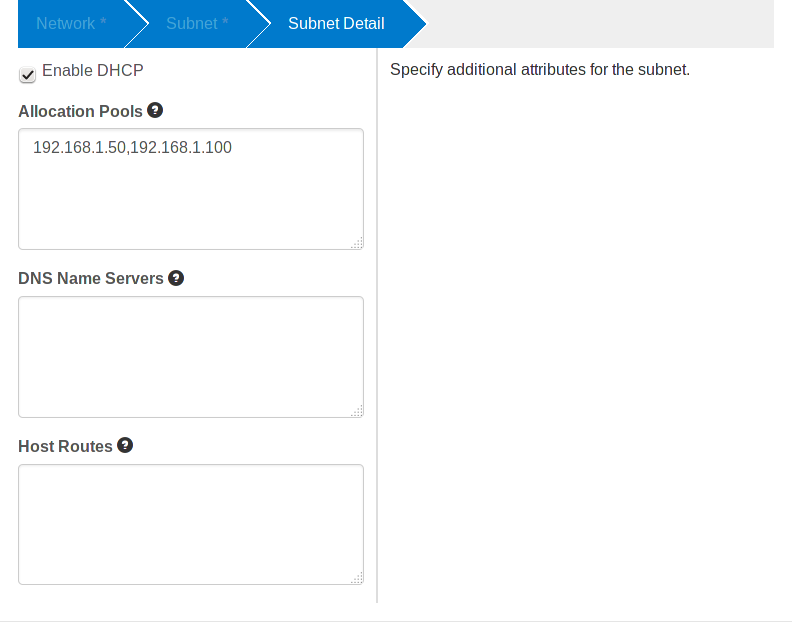 Network * Subnet * Subnet Detail
Enable DHCP
Specify additional attributes for the subnet.
Allocation Pools ?
192.168.1.50,192.168.1.100
DNS Name Servers ?
Host Routes ?